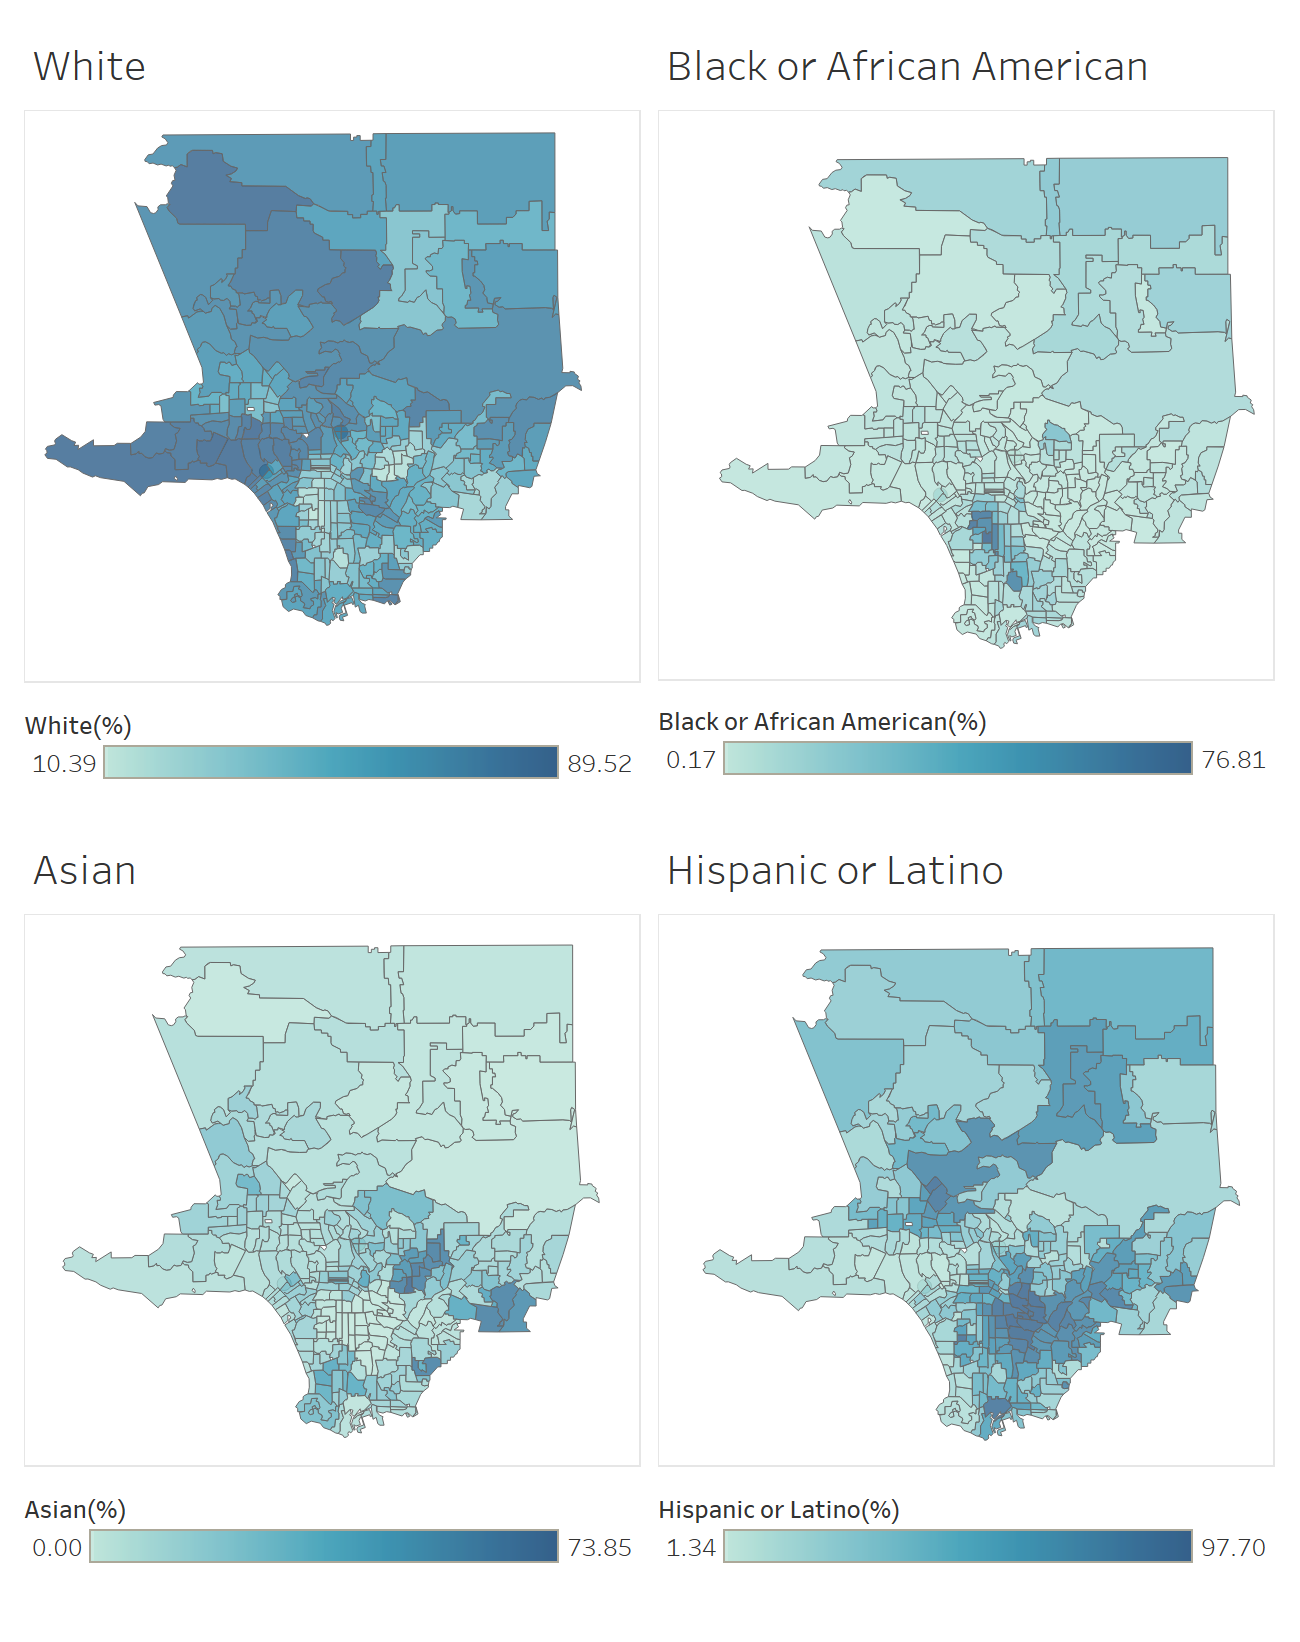 White
Black or African American
White(%)
10.39
89.52
Black or African American(%)
0.17
76.81
Asian
Hispanic or Latino
Asian(%)
0.00
73.85
Hispanic or Latino(%)
1.34
97.70